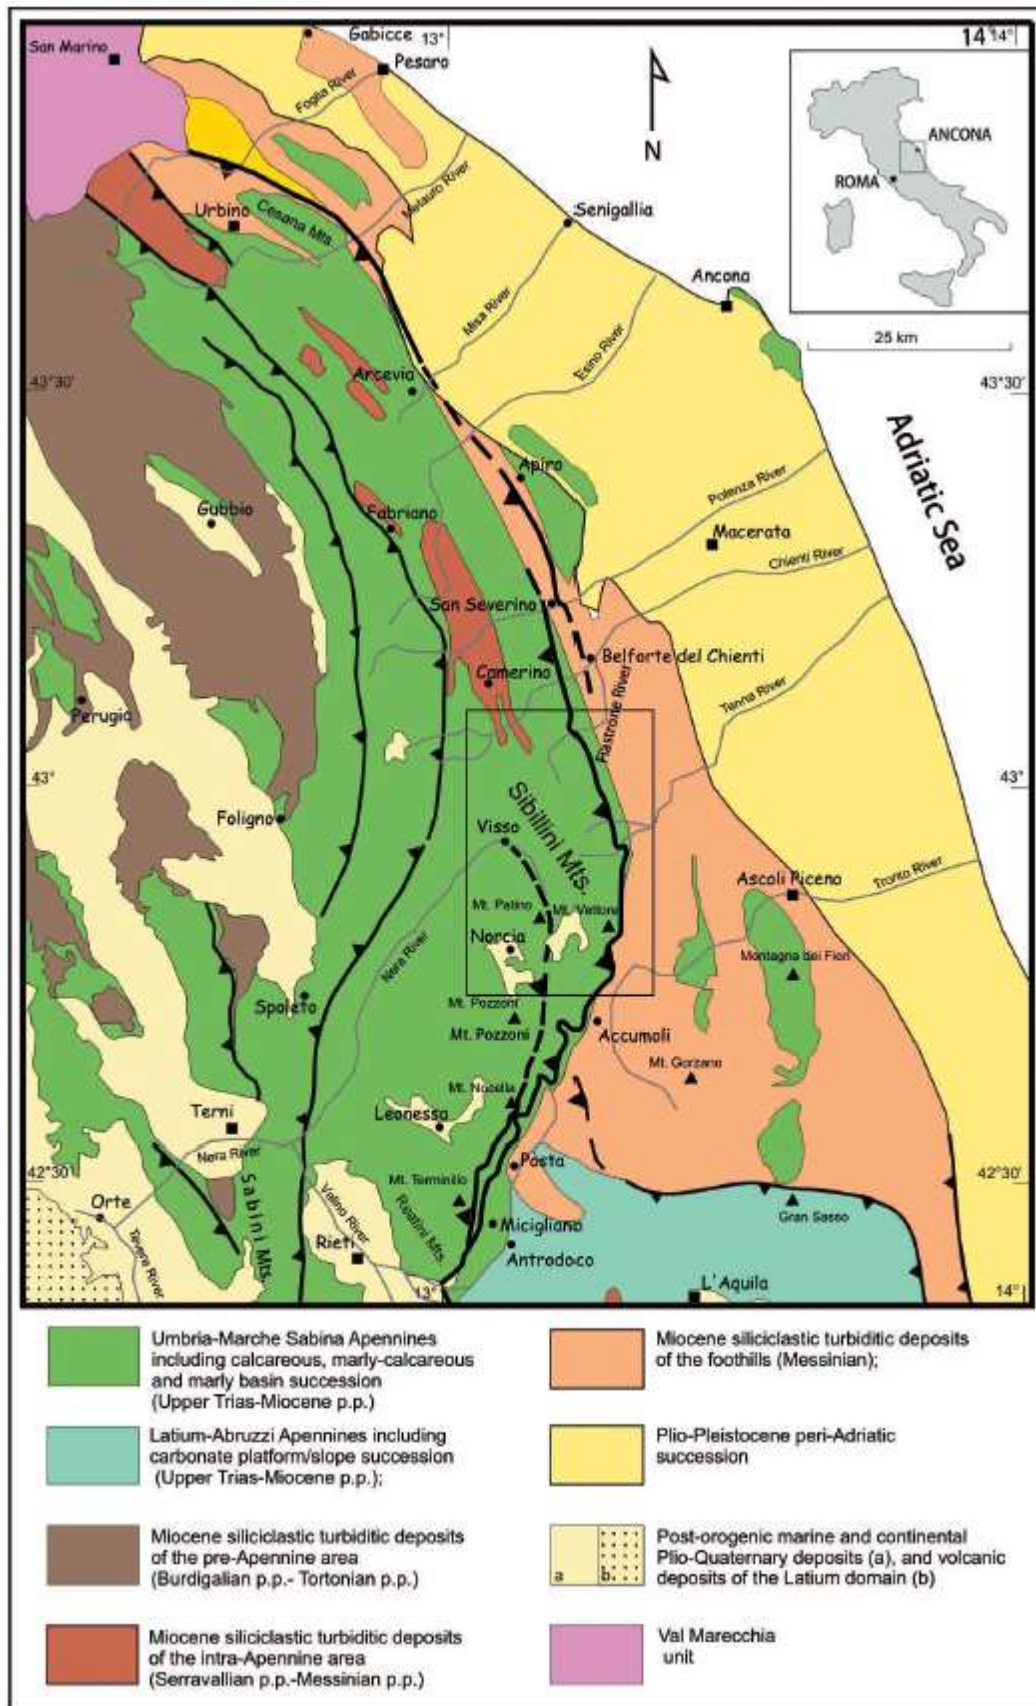 Gabicce
13°
14°
14°
San Marino
Pesaro
Foglia River
ANCONA
ROMA
N
Metauro River
Urbino
Cesana Mts.
Senigallia
Ancona
25 km
Misa River
Esino River
43°30'
43°30'
Arcevia
Adriatic Sea
Apiro
Potenza River
Gubbio
Fabriano
Macerata
Chienti River
San Severino
Belforte del Chienti
Camerino
Fiastrone River
Tenna River
Perugia
43°
43°
Foligno
Visso
Sibillini Mts.
Ascoli Piceno
Tronto River
Mt. Patino
Mt. Vettore
Norcia
Nera River
Montagna dei Fiori
Spoleto
Mt. Pozzoni
Mt. Pozzoni
Accumoli
Mt. Gorzano
Mt. Nocella
Terni
Leonessa
Nera River
Posta
42°30'
42°30'
Mt. Terminillo
Orte
Sabini Mts.
Velino River
Reatini Mts.
Micigliano
Gran Sasso
Tevere River
Rieti
Antrodoco
13°
L'Aquila
14°
Umbria-Marche Sabina Apennines
including calcareous, marly-calcareous
and marly basin succession
(Upper Trias-Miocene p.p.)
Miocene siliciclastic turbiditic deposits
of the foothills (Messinian);
Latium-Abruzzi Apennines including
carbonate platform/slope succession
(Upper Trias-Miocene p.p.);
Plio-Pleistocene peri-Adriatic
succession
Miocene siliciclastic turbiditic deposits
of the pre-Apennine area
(Burdigalian p.p.- Tortonian p.p.)
a
b
Post-orogenic marine and continental
Plio-Quaternary deposits (a), and volcanic
deposits of the Latium domain (b)
Miocene siliciclastic turbiditic deposits
of the intra-Apennine area
(Serravallian p.p.-Messinian p.p.)
Val Marecchia
unit